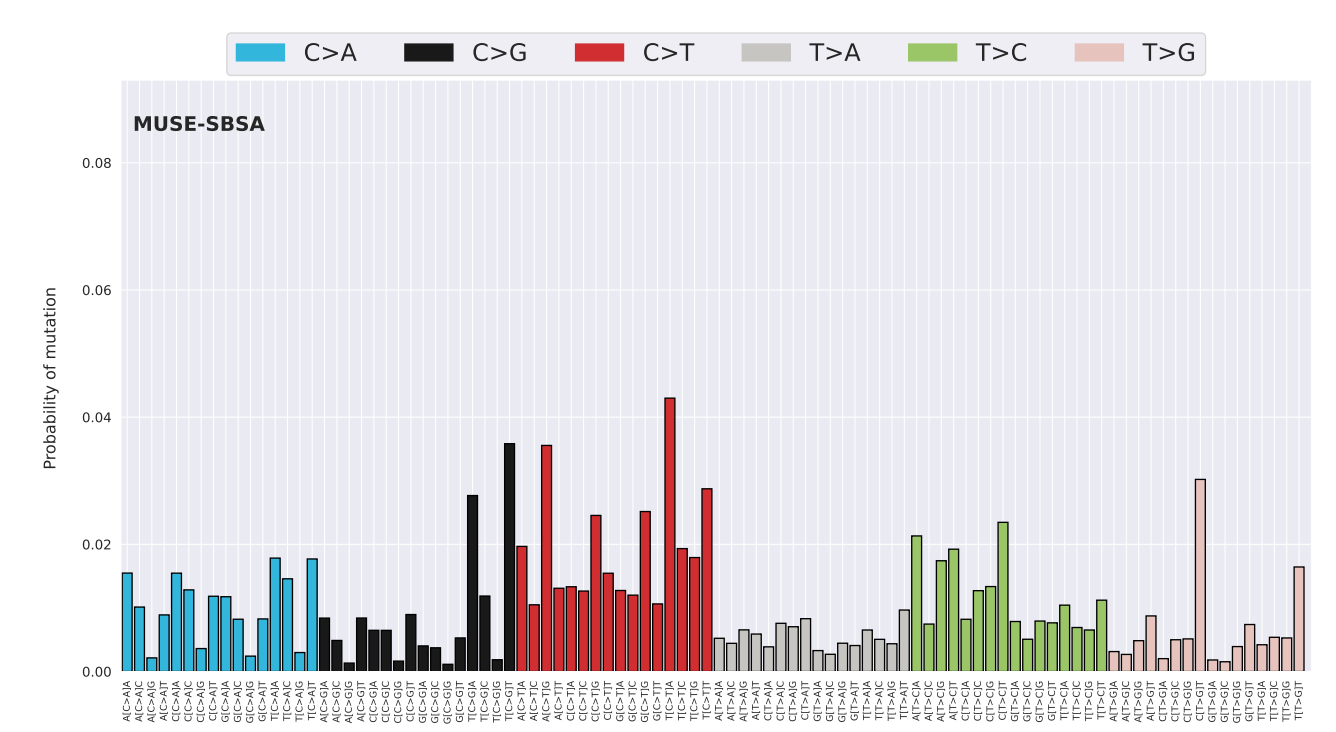 C>A C>G C>T T>A T>C T>G
MUSE-SBSA
Probability of mutation
0.08
0.06
0.04
0.02
0.00
A[C>A]A A[C>A]C A[C>A]G A[C>A]T C[C>A]A C[C>A]C C[C>A]G C[C>A]T G[C>A]A G[C>A]C G[C>A]G G[C>A]T T[C>A]A T[C>A]C T[C>A]G T[C>A]T A[C>G]A A[C>G]C A[C>G]G A[C>G]T C[C>G]A C[C>G]C C[C>G]G C[C>G]T G[C>G]A G[C>G]C G[C>G]G G[C>G]T T[C>G]A T[C>G]C T[C>G]G T[C>G]T A[C>T]A A[C>T]C A[C>T]G A[C>T]T C[C>T]A C[C>T]C C[C>T]G C[C>T]T G[C>T]A G[C>T]C G[C>T]G G[C>T]T T[C>T]A T[C>T]C T[C>T]G T[C>T]T A[T>A]A A[T>A]C A[T>A]G A[T>A]T C[T>A]A C[T>A]C C[T>A]G C[T>A]T G[T>A]A G[T>A]C G[T>A]G G[T>A]T T[T>A]A T[T>A]C T[T>A]G T[T>A]T A[T>C]A A[T>C]C A[T>C]G A[T>C]T C[T>C]A C[T>C]C C[T>C]G C[T>C]T G[T>C]A G[T>C]C G[T>C]G G[T>C]T T[T>C]A T[T>C]C T[T>C]G T[T>C]T A[T>G]A A[T>G]C A[T>G]G A[T>G]T C[T>G]A C[T>G]C C[T>G]G C[T>G]T G[T>G]A G[T>G]C G[T>G]G G[T>G]T T[T>G]A T[T>G]C T[T>G]G T[T>G]T